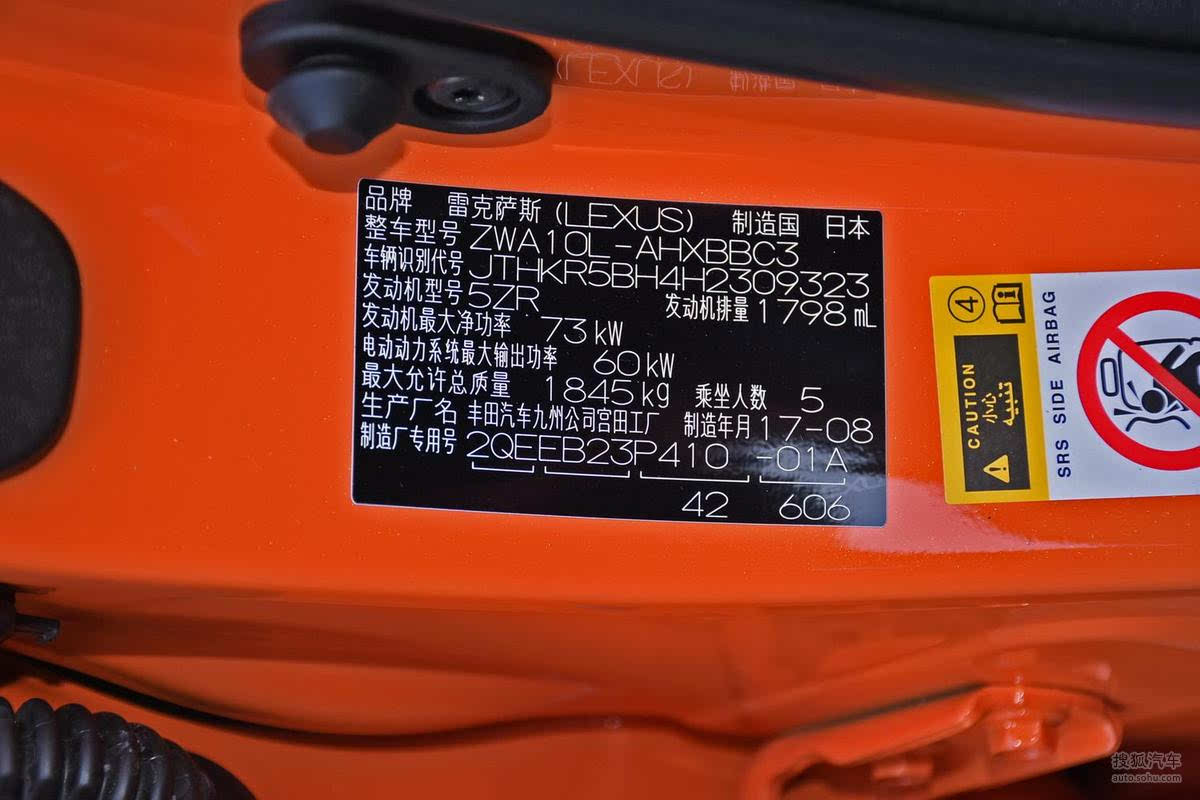 品牌 雷克萨斯 (LEXUS) 制造国 日本
整车型号 ZWA10L-AHXBBC3
车辆识别代号 JTHKR5BH4H2309323
发动机型号 5ZR 发动机排量 1798 mL
发动机最大净功率 73 kW
电动动力系统最大输出功率 60 kW
最大允许总质量 1845 kg 乘坐人数 5
生产厂名 丰田汽车九州公司宫田工厂 制造年月 17-08
制造厂专用号 2QEEB23P410 -01A
42 606
4
CAUTION
小心
تنبيه
SRS SIDE AIRBAG
搜狐汽车
auto.sohu.com